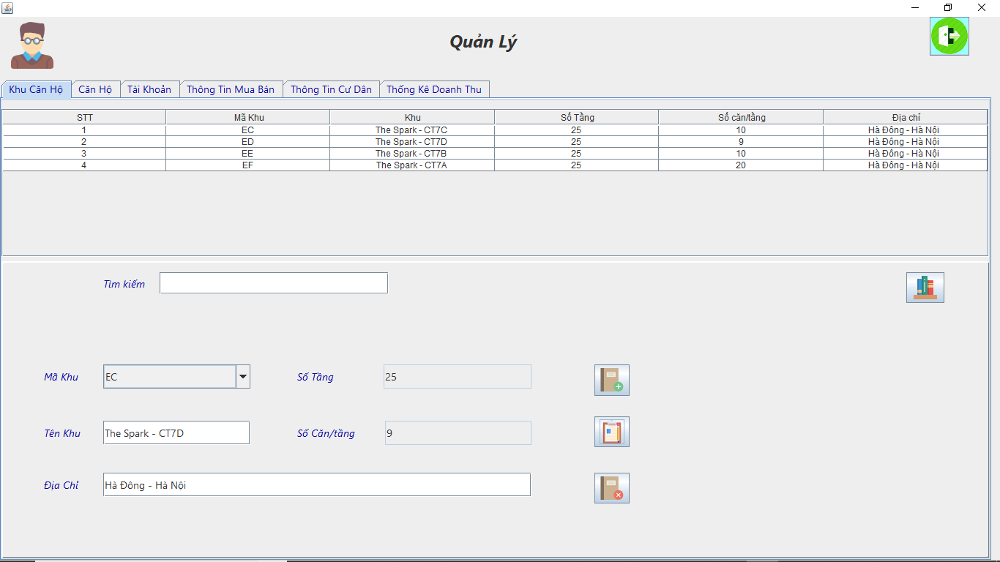 Quản Lý
Khu Căn Hộ Căn Hộ Tài Khoản Thông Tin Mua Bán Thông Tin Cư Dân Thống Kê Doanh Thu
STT Mã Khu Khu Số Tầng Số căn/tầng Địa chỉ
1 EC The Spark - CT7C 25 10 Hà Đông - Hà Nội
2 ED The Spark - CT7D 25 9 Hà Đông - Hà Nội
3 EE The Spark - CT7B 25 10 Hà Đông - Hà Nội
4 EF The Spark - CT7A 25 20 Hà Đông - Hà Nội
Tìm kiếm
Mã Khu EC Số Tầng 25
Tên Khu The Spark - CT7D Số Căn/tầng 9
Địa Chỉ Hà Đông - Hà Nội